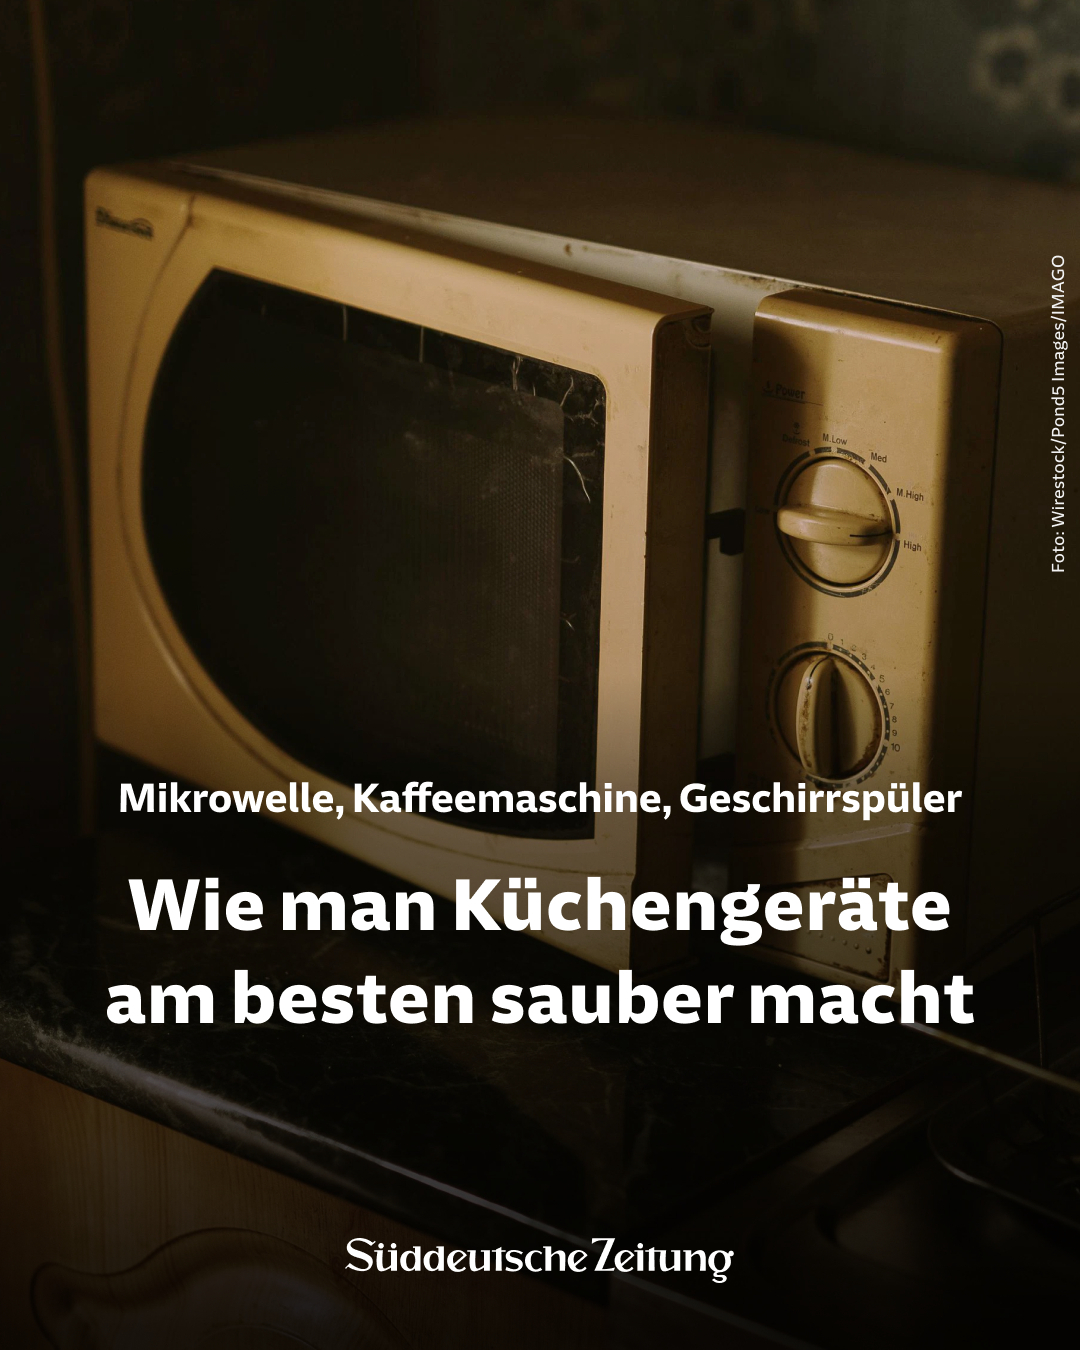 Foto: Wirestock/Pond5 Images/IMAGO
Power
Defrost
M.Low
Med
M.High
High
0 1 2 3 4 5 6 7 8 9 10
Mikrowelle, Kaffeemaschine, Geschirrspüler
Wie man Küchengeräte
am besten sauber macht
Süddeutsche Zeitung